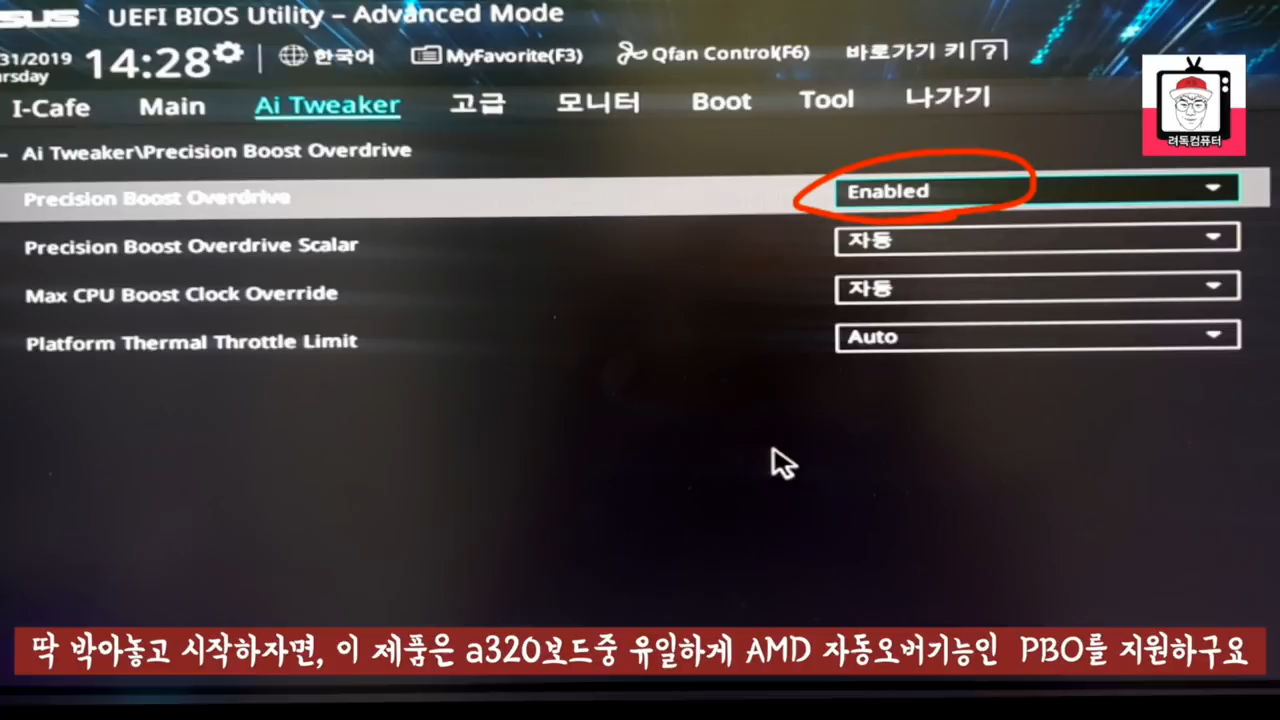 SUS UEFI BIOS Utility – Advanced Mode
31/2019
rsday
14:28
한국어
MyFavorite(F3)
Qfan Control(F6)
바로가기 키 ?
I-Cafe Main Ai Tweaker 고급 모니터 Boot Tool 나가기
Ai Tweaker\Precision Boost Overdrive
Precision Boost Overdrive Enabled
Precision Boost Overdrive Scalar 자동
Max CPU Boost Clock Override 자동
Platform Thermal Throttle Limit Auto
려독컴퓨터
딱 박아놓고 시작하자면, 이 제품은 a320보드중 유일하게 AMD 자동오버기능인 PBO를 지원하구요